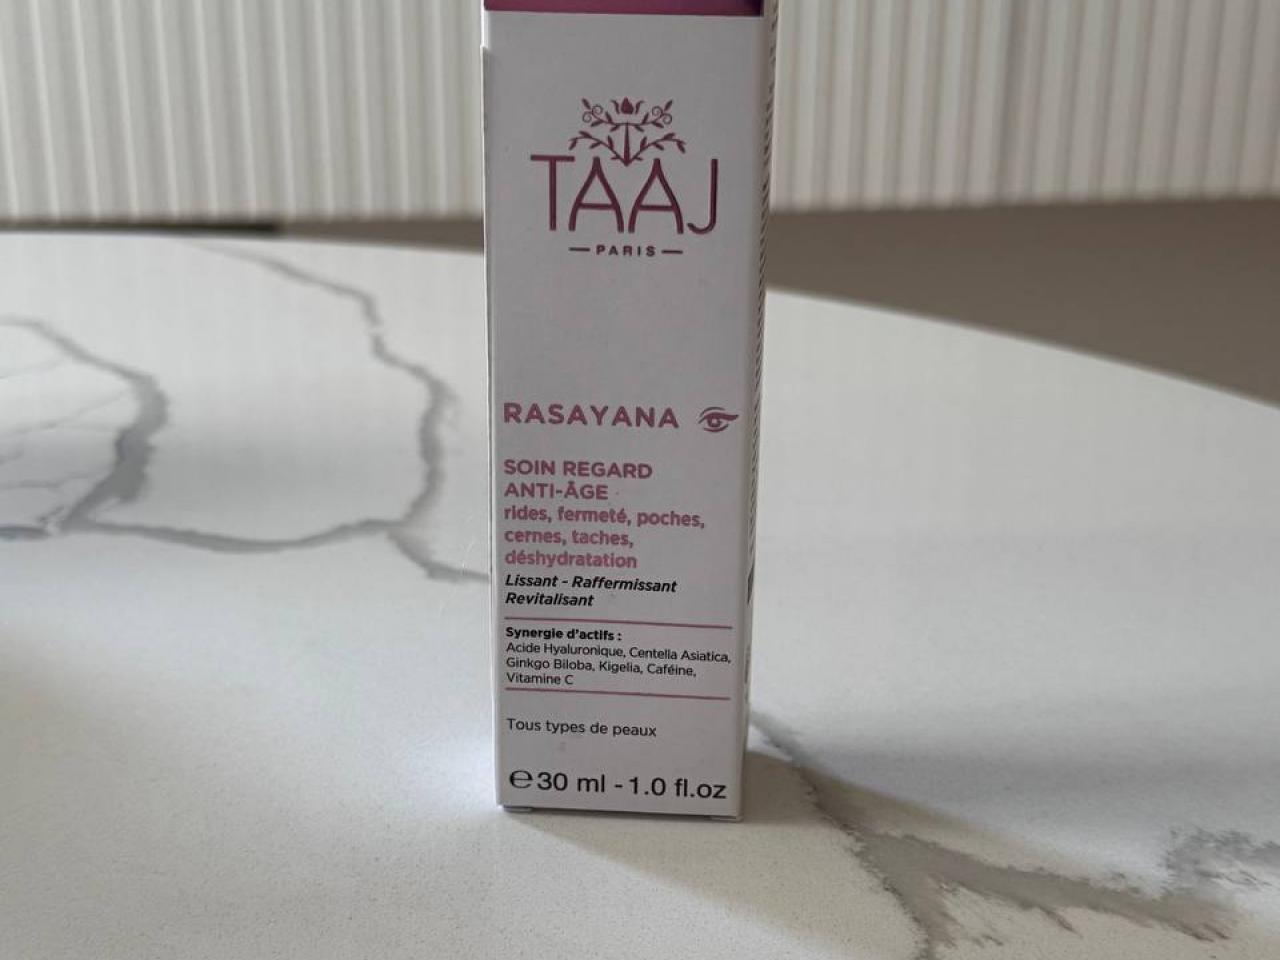 TAAJ
PARIS
RASAYANA
SOIN REGARD
ANTI-ÂGE
rides, fermeté, poches,
cernes, taches,
déshydratation
Lissant - Raffermissant
Revitalisant
Synergie d'actifs :
Acide Hyaluronique, Centella Asiatica,
Ginkgo Biloba, Kigelia, Caféine,
Vitamine C
Tous types de peaux
℮30 ml - 1.0 fl.oz